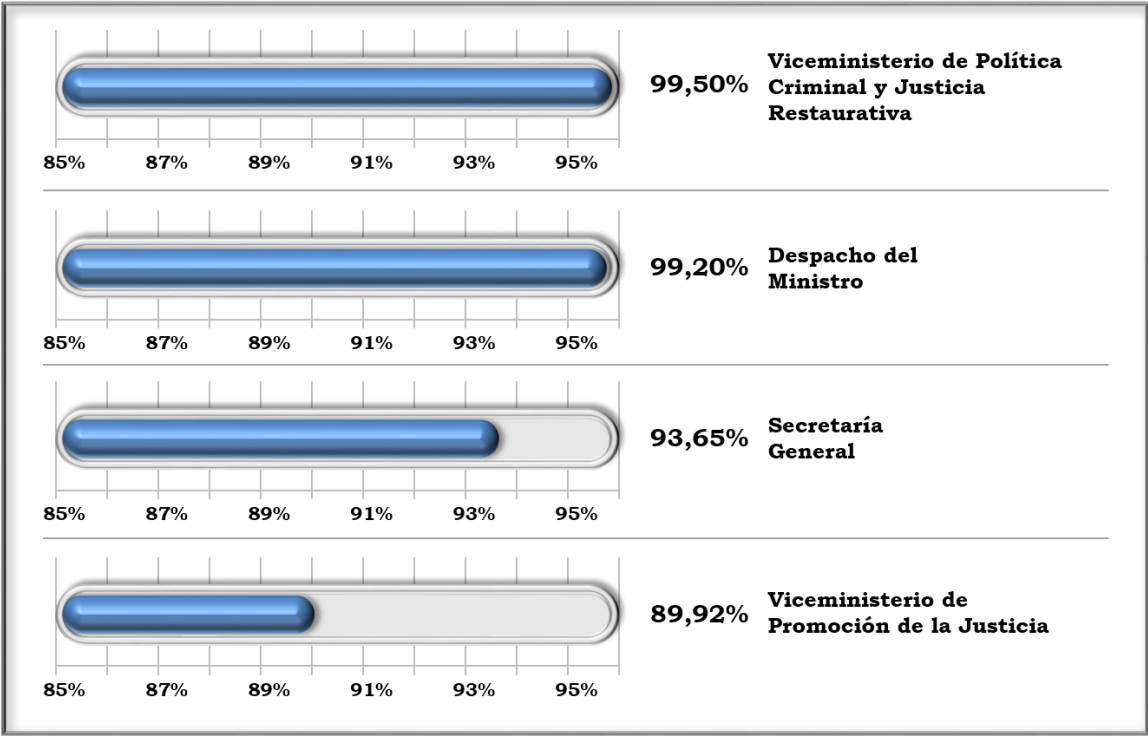 99,50%
Viceministerio de Política
Criminal y Justicia
Restaurativa
85% 87% 89% 91% 93% 95%
99,20%
Despacho del
Ministro
85% 87% 89% 91% 93% 95%
93,65%
Secretaría
General
85% 87% 89% 91% 93% 95%
89,92%
Viceministerio de
Promoción de la Justicia
85% 87% 89% 91% 93% 95%